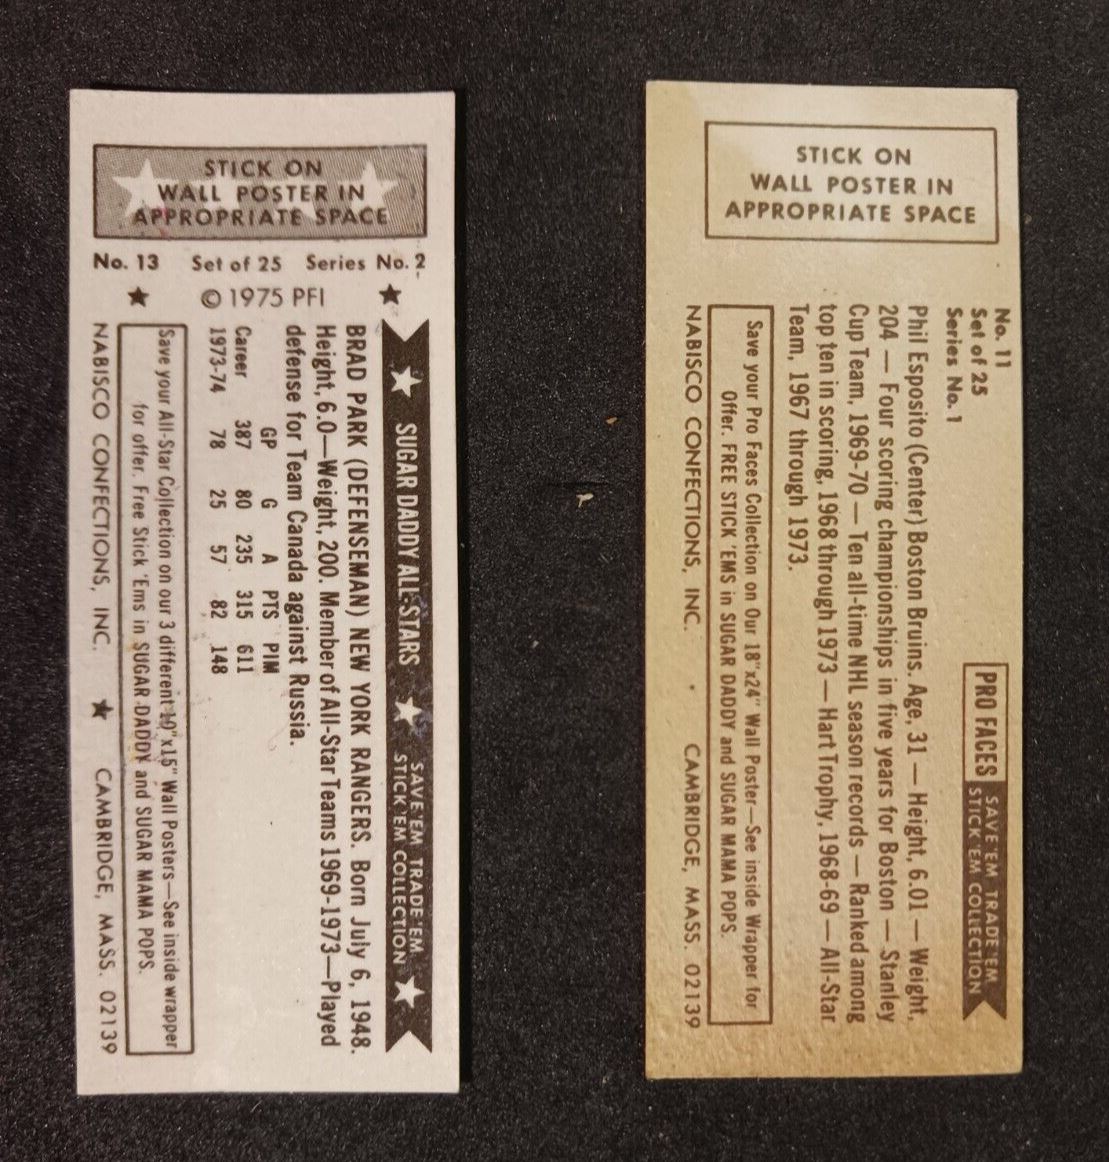 STICK ON
WALL POSTER IN
APPROPRIATE SPACE
No. 13 Set of 25 Series No. 2
© 1975 PFI
SUGAR DADDY ALL-STARS SAVE 'EM TRADE 'EM
STICK 'EM COLLECTION
BRAD PARK (DEFENSEMAN) NEW YORK RANGERS. Born July 6, 1948.
Height, 6.0—Weight, 200. Member of All-Star Teams 1969-1973—Played
defense for Team Canada against Russia.
GP G A PTS PIM
Career 387 80 235 315 611
1973-74 78 25 57 82 148
Save your All-Star Collection on our 3 different 10"x15" Wall Posters—See inside wrapper
for offer. Free Stick 'Ems in SUGAR DADDY and SUGAR MAMA POPS.
NABISCO CONFECTIONS, INC. CAMBRIDGE, MASS. 02139
STICK ON
WALL POSTER IN
APPROPRIATE SPACE
No. 11
Set of 25
Series No. 1
PRO FACES SAVE 'EM TRADE 'EM
STICK 'EM COLLECTION
Phil Esposito (Center) Boston Bruins. Age, 31 — Height, 6.01 — Weight,
204 — Four scoring championships in five years for Boston — Stanley
Cup Team, 1969-70 — Ten all-time NHL season records — Ranked among
top ten in scoring, 1968 through 1973 — Hart Trophy, 1968-69 — All-Star
Team, 1967 through 1973.
Save your Pro Faces Collection on Our 18"x24" Wall Poster—See inside Wrapper for
Offer. FREE STICK 'EMS in SUGAR DADDY and SUGAR MAMA POPS.
NABISCO CONFECTIONS, INC. · CAMBRIDGE, MASS. 02139